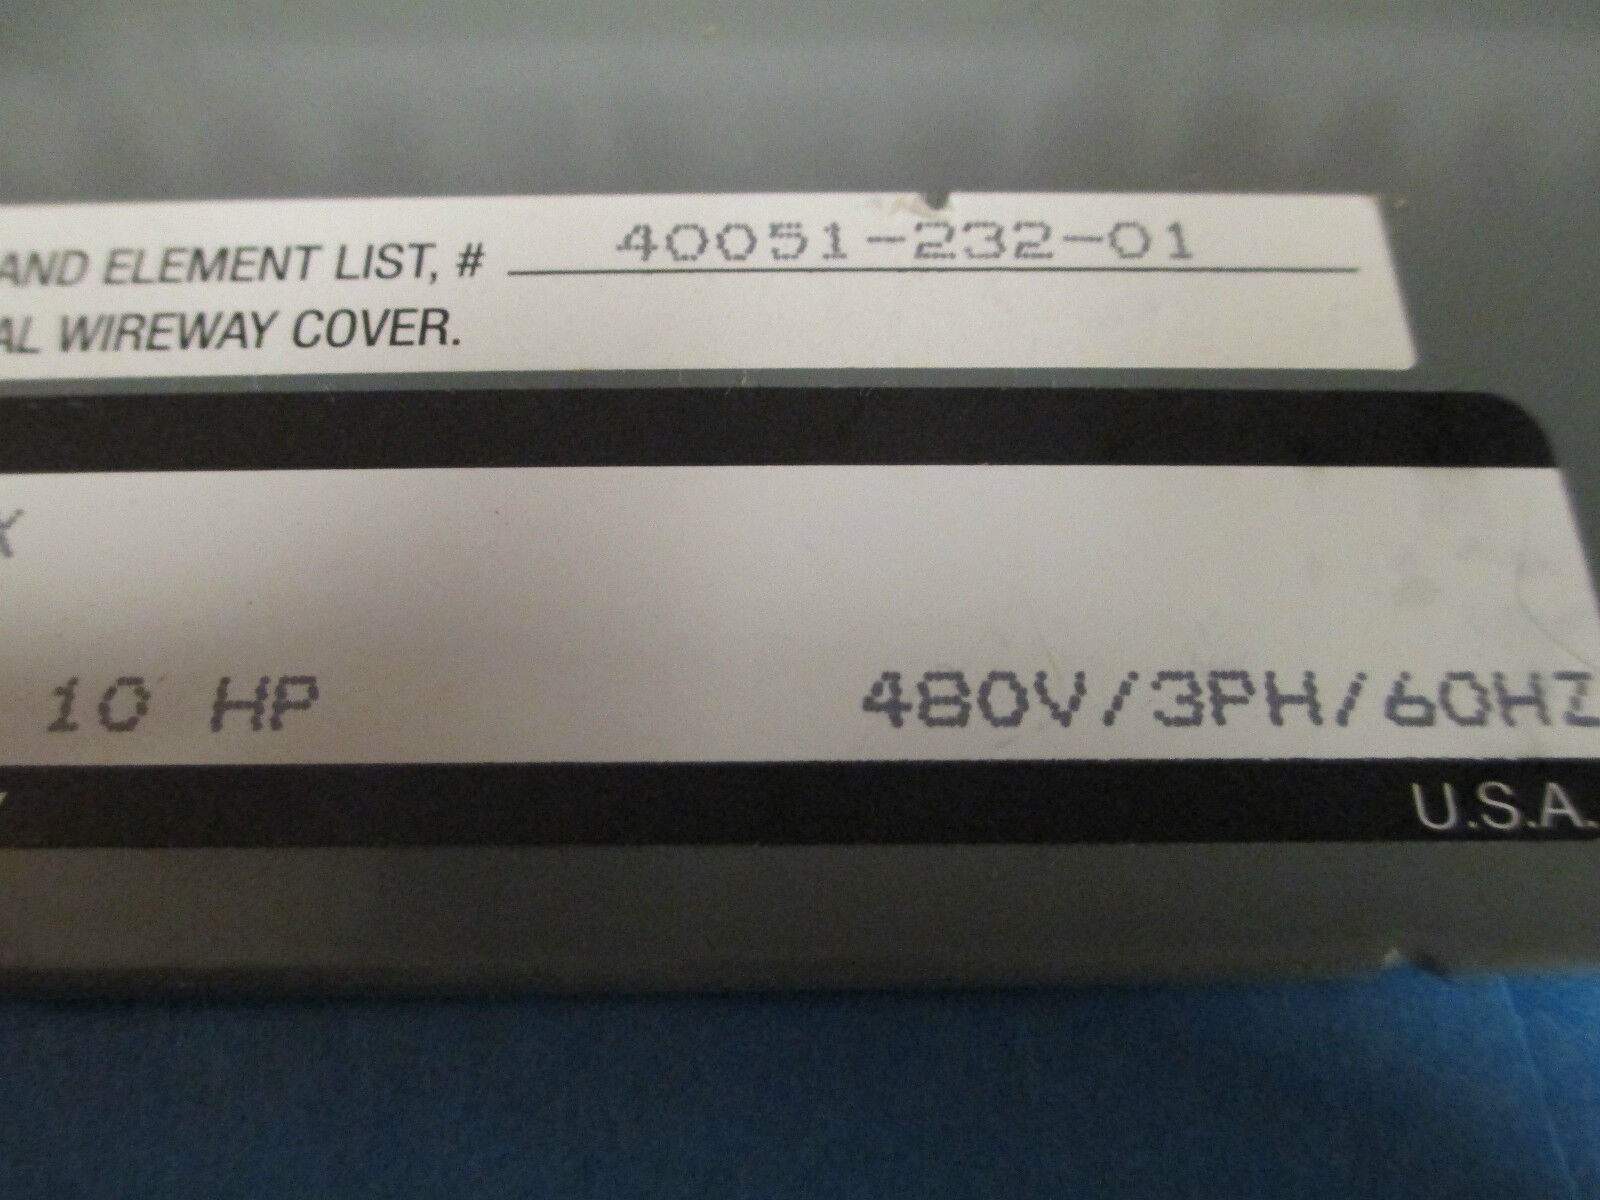 AND ELEMENT LIST, # 40051-232-01
AL WIREWAY COVER.
X
10 HP 480V/3PH/60HZ
U.S.A.